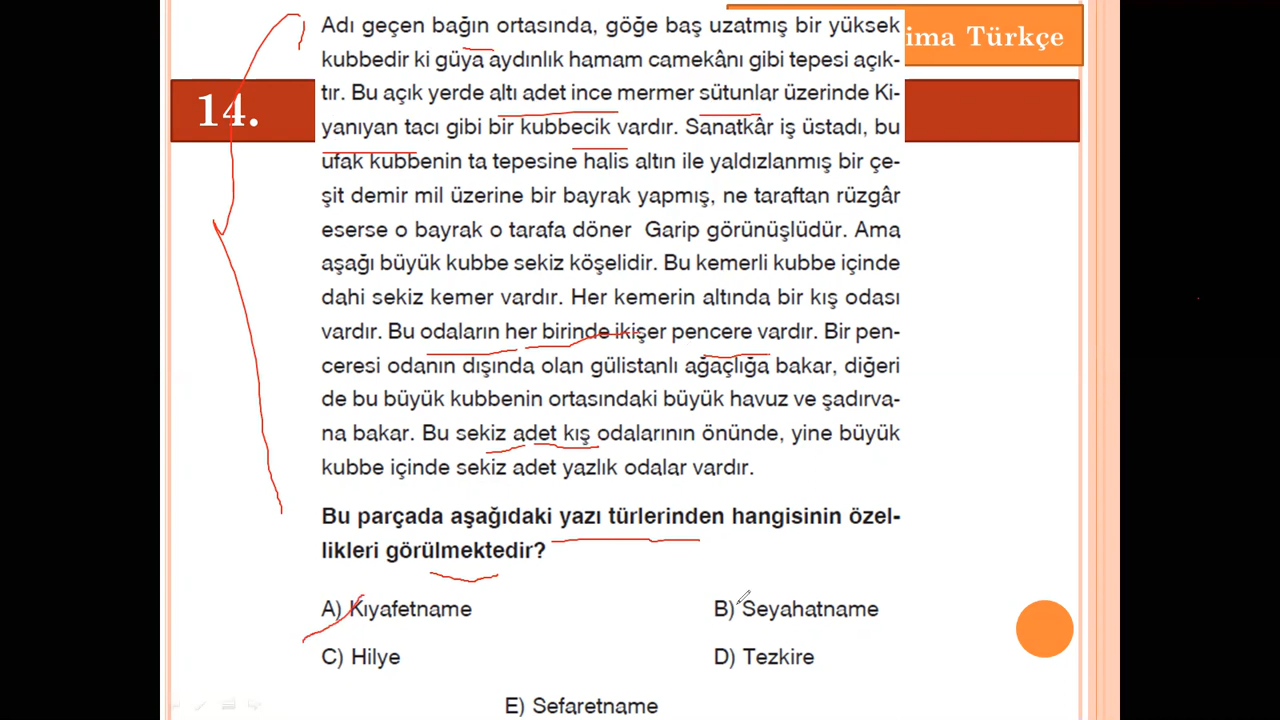 Adı geçen bağın ortasında, göğe baş uzatmış bir yüksek
ima Türkçe
kubbedir ki güya aydınlık hamam camekânı gibi tepesi açık-
14.
tır. Bu açık yerde altı adet ince mermer sütunlar üzerinde Ki-
yanıyan tacı gibi bir kubbecik vardır. Sanatkâr iş üstadı, bu
ufak kubbenin ta tepesine halis altın ile yaldızlanmış bir çe-
şit demir mil üzerine bir bayrak yapmış, ne taraftan rüzgâr
eserse o bayrak o tarafa döner Garip görünüşlüdür. Ama
aşağı büyük kubbe sekiz köşelidir. Bu kemerli kubbe içinde
dahi sekiz kemer vardır. Her kemerin altında bir kış odası
vardır. Bu odaların her birinde ikişer pencere vardır. Bir pen-
ceresi odanın dışında olan gülistanlı ağaçlığa bakar, diğeri
de bu büyük kubbenin ortasındaki büyük havuz ve şadırva-
na bakar. Bu sekiz adet kış odalarının önünde, yine büyük
kubbe içinde sekiz adet yazlık odalar vardır.
Bu parçada aşağıdaki yazı türlerinden hangisinin özel-
likleri görülmektedir?
A) Kıyafetname
B) Seyahatname
C) Hilye
D) Tezkire
E) Sefaretname